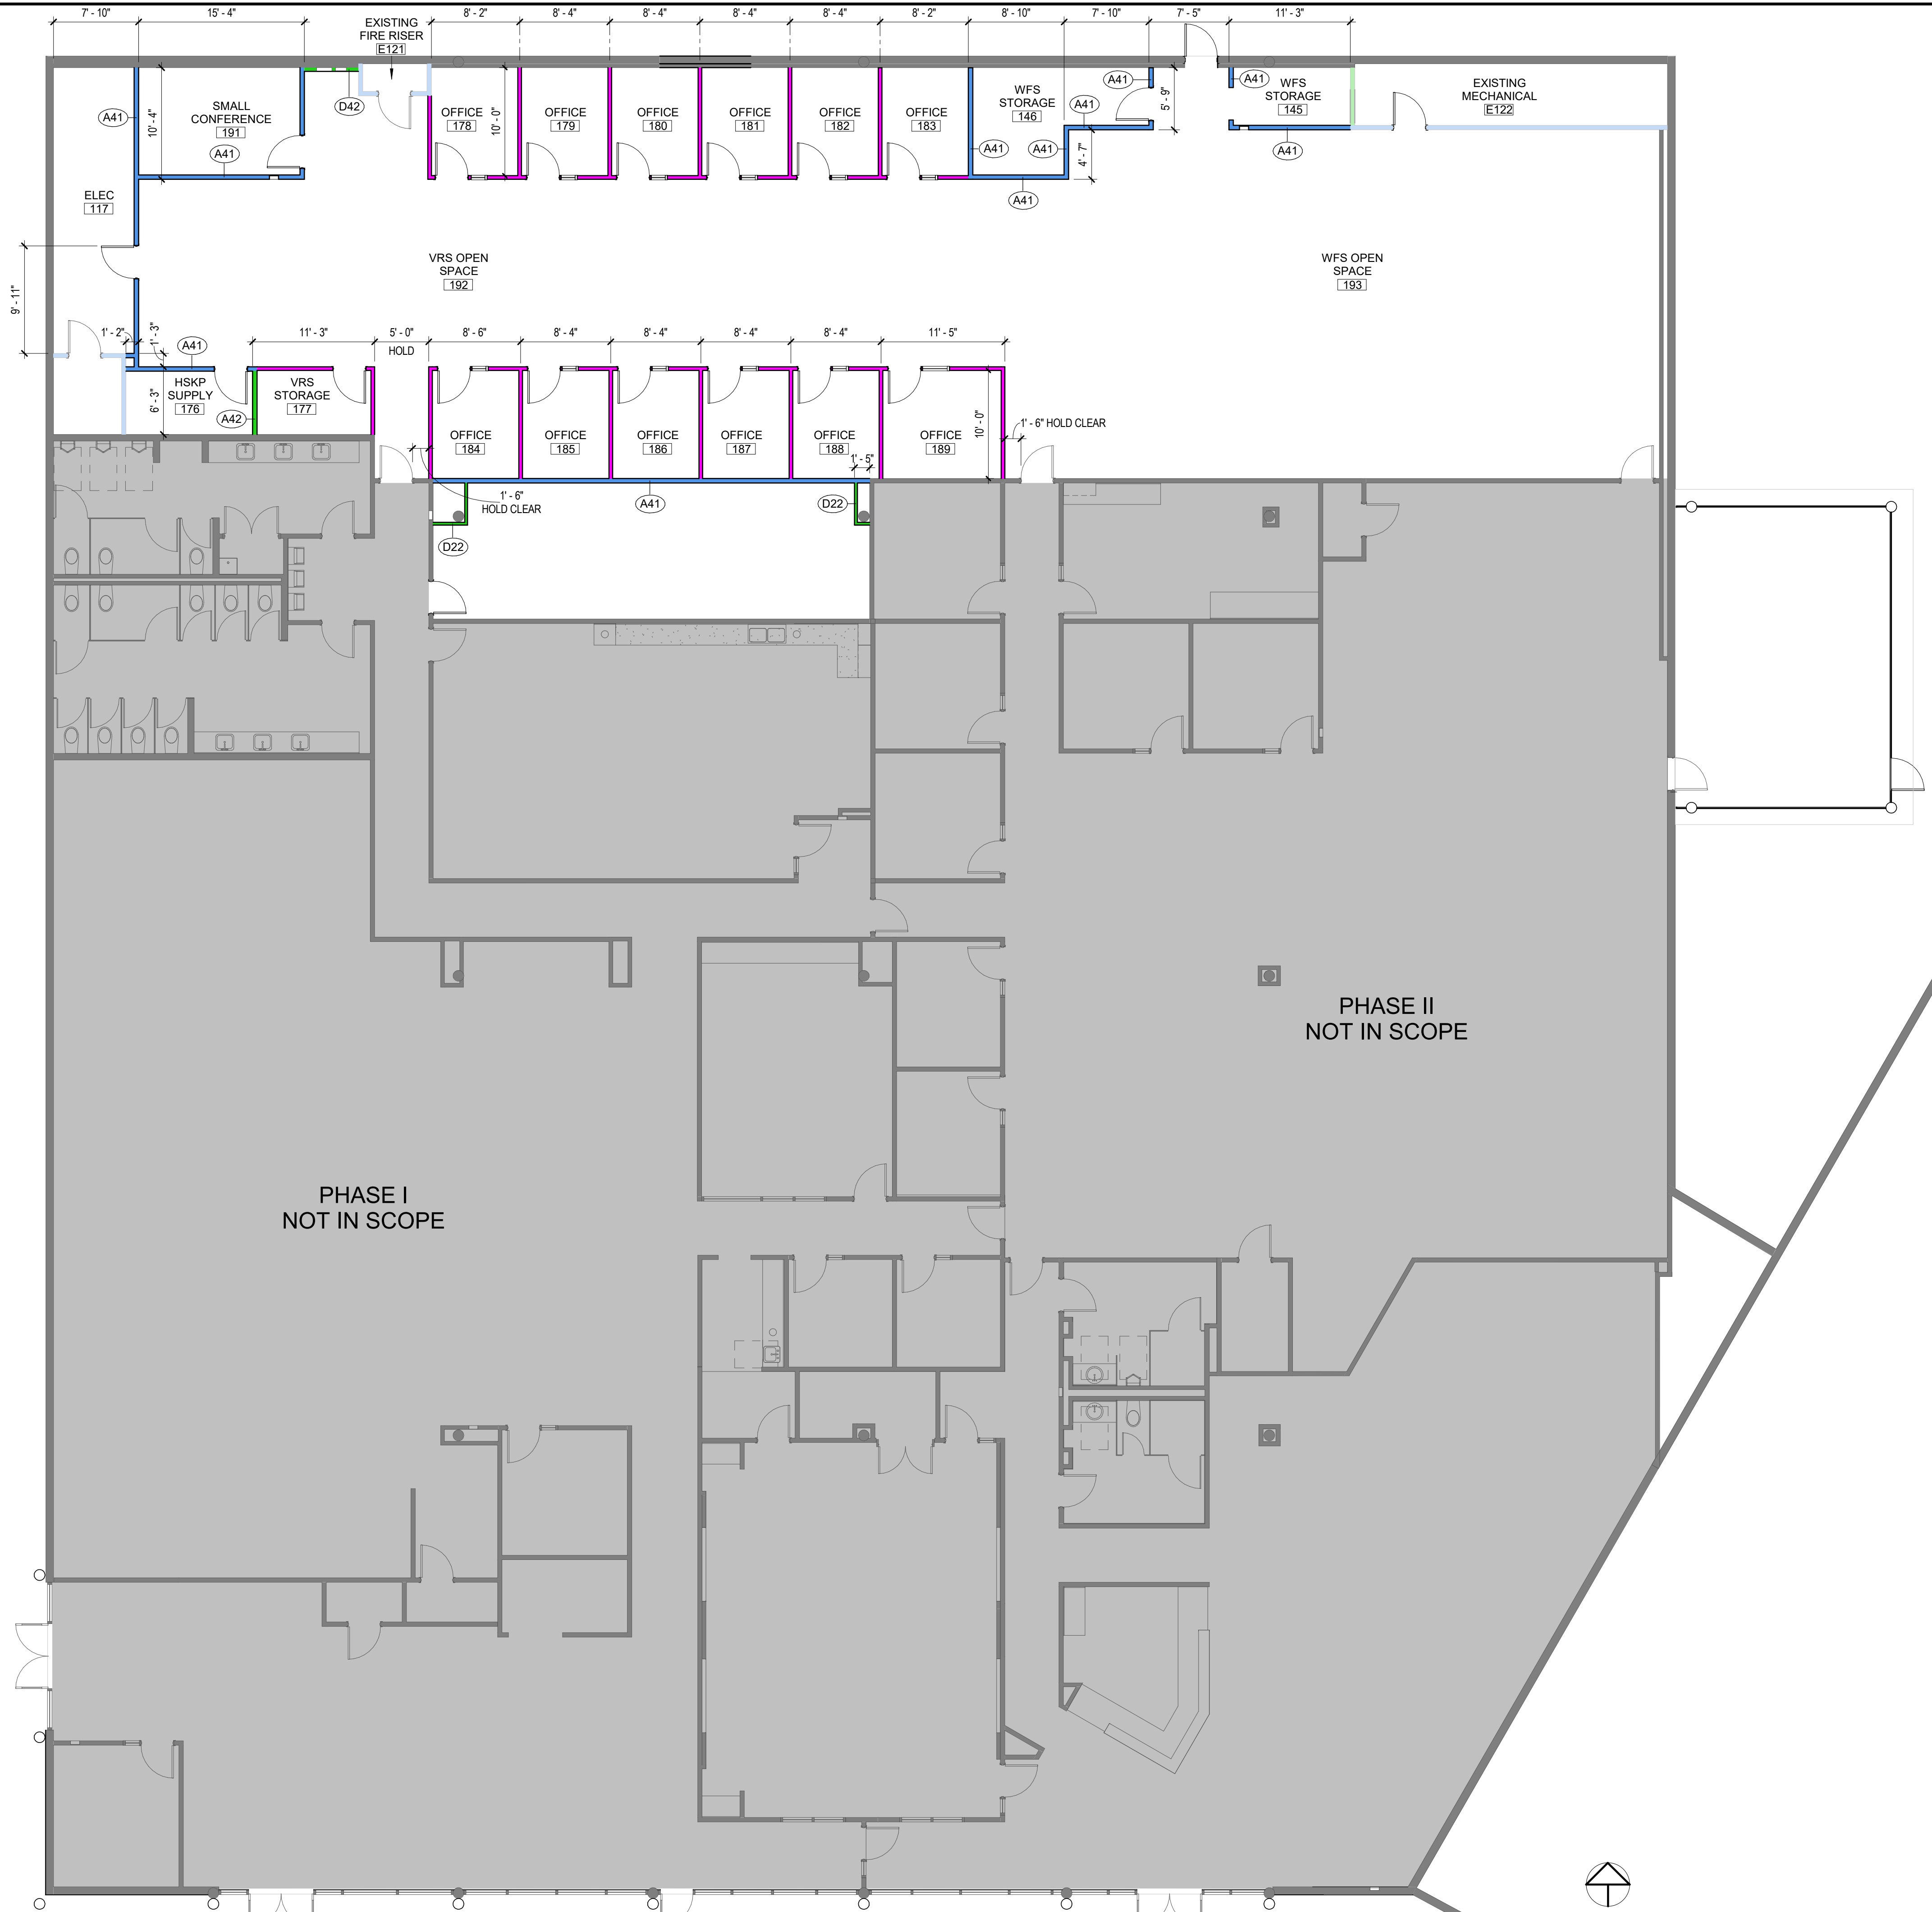 7' - 10"
15' - 4"
EXISTING
FIRE RISER
E121
8' - 2"
8' - 4"
8' - 4"
8' - 4"
8' - 4"
8' - 2"
8' - 10"
7' - 10"
7' - 5"
11' - 3"
A41
10' - 4"
SMALL
CONFERENCE
191
A41
D42
OFFICE
178
10' - 0"
OFFICE
179
OFFICE
180
OFFICE
181
OFFICE
182
OFFICE
183
WFS
STORAGE
146
A41
A41
5' - 9"
A41
WFS
STORAGE
145
EXISTING
MECHANICAL
E122
A41
A41
4' - 7"
A41
A41
ELEC
117
9' - 11"
VRS OPEN
SPACE
192
WFS OPEN
SPACE
193
1' - 2"
1' - 3"
A41
11' - 3"
5' - 0"
HOLD
8' - 6"
8' - 4"
8' - 4"
8' - 4"
8' - 4"
11' - 5"
6' - 3"
HSKP
SUPPLY
176
A42
VRS
STORAGE
177
OFFICE
184
OFFICE
185
OFFICE
186
OFFICE
187
OFFICE
188
1' - 5"
OFFICE
189
10' - 0"
1' - 6" HOLD CLEAR
1' - 6"
HOLD CLEAR
A41
D22
D22
PHASE II
NOT IN SCOPE
PHASE I
NOT IN SCOPE